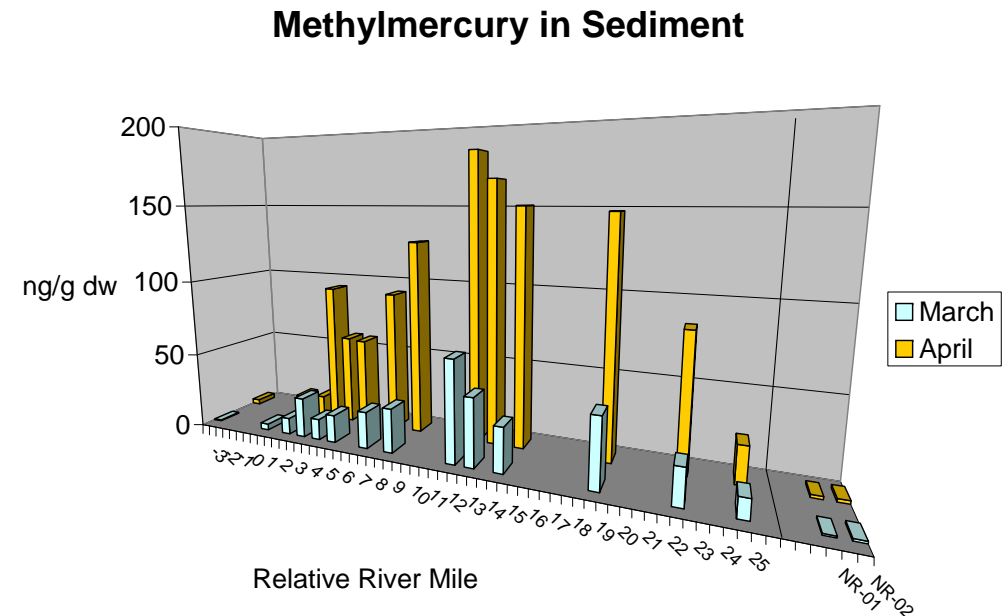 Methylmercury in Sediment
200
150
100
50
0
ng/g dw
-3 -2 -1 0 1 2 3 4 5 6 7 8 9 10 11 12 13 14 15 16 17 18 19 20 21 22 23 24 25 NR-01 NR-02
Relative River Mile
March
April